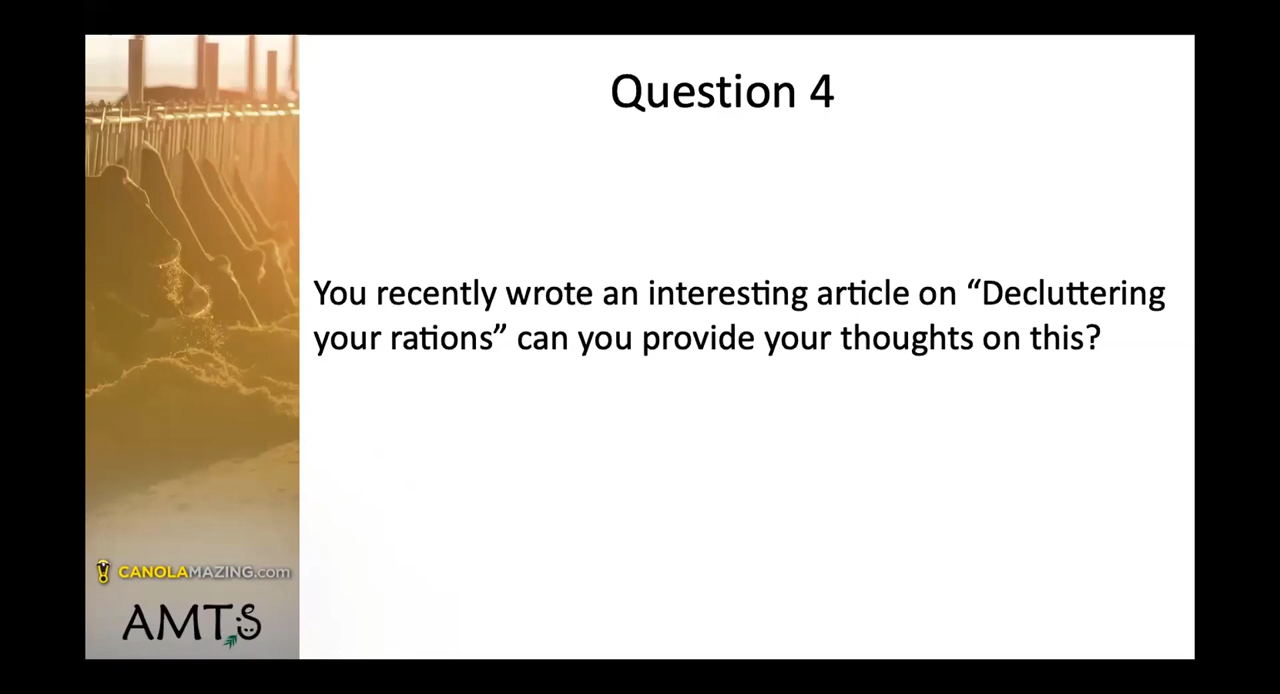 Question 4
You recently wrote an interesting article on “Decluttering
your rations” can you provide your thoughts on this?
CANOLAMAZING.com
AMTS